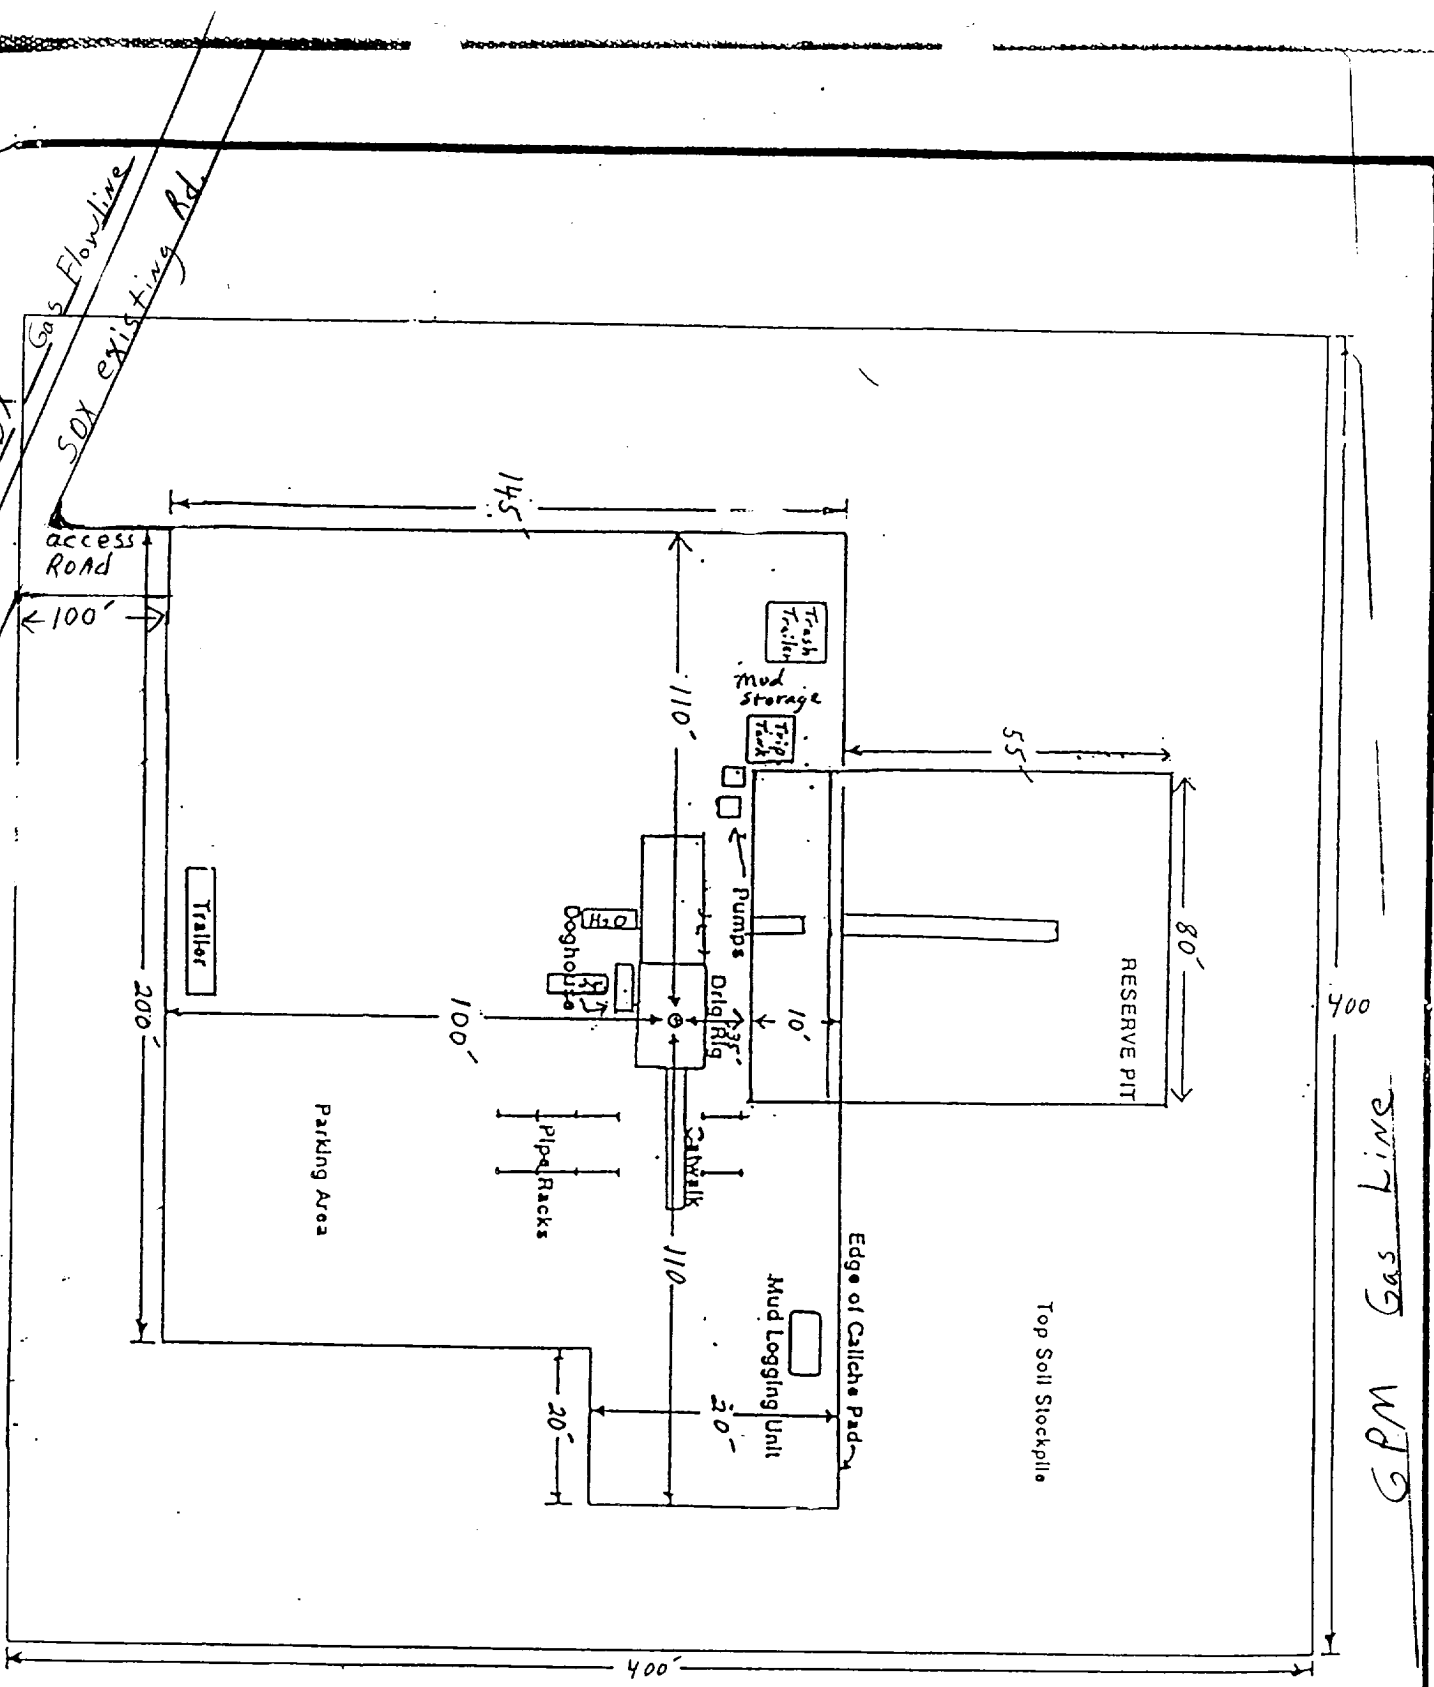 Gas Flowline
SOX existing Rd.
access
ROAD
100'
145'
110'
Trash
Trailer
Mud
Storage
Trip
Tank
55'
80'
RESERVE PIT
Pumps
H2O
Doghouse
Drlg Rig
35'
10'
Trailer
200'
100'
Parking Area
Pipe Racks
Catwalk
110
Mud Logging Unit
Edge of Caliche Pad
20'
20'
Top Soil Stockpile
400
400'
GPM Gas Line